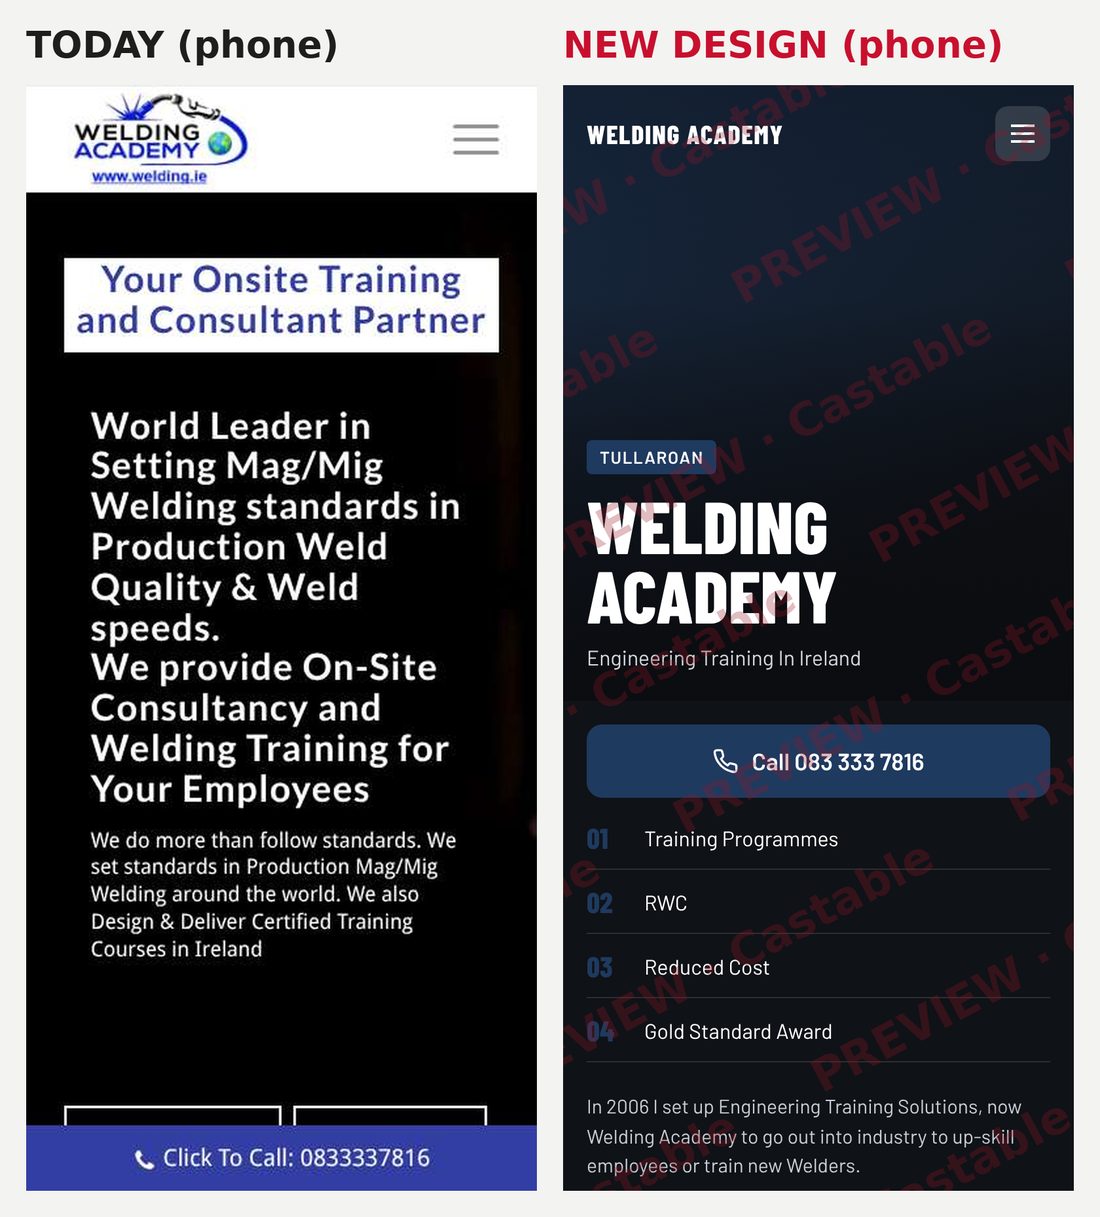 TODAY (phone)
WELDING
ACADEMY
www.welding.ie
Your Onsite Training
and Consultant Partner
World Leader in
Setting Mag/Mig
Welding standards in
Production Weld
Quality & Weld
speeds.
We provide On-Site
Consultancy and
Welding Training for
Your Employees
We do more than follow standards. We
set standards in Production Mag/Mig
Welding around the world. We also
Design & Deliver Certified Training
Courses in Ireland
Click To Call: 0833337816
NEW DESIGN (phone)
WELDING ACADEMY
TULLAROAN
WELDING
ACADEMY
Engineering Training In Ireland
Call 083 333 7816
01 Training Programmes
02 RWC
03 Reduced Cost
04 Gold Standard Award
In 2006 I set up Engineering Training Solutions, now
Welding Academy to go out into industry to up-skill
employees or train new Welders.
PREVIEW · Castable